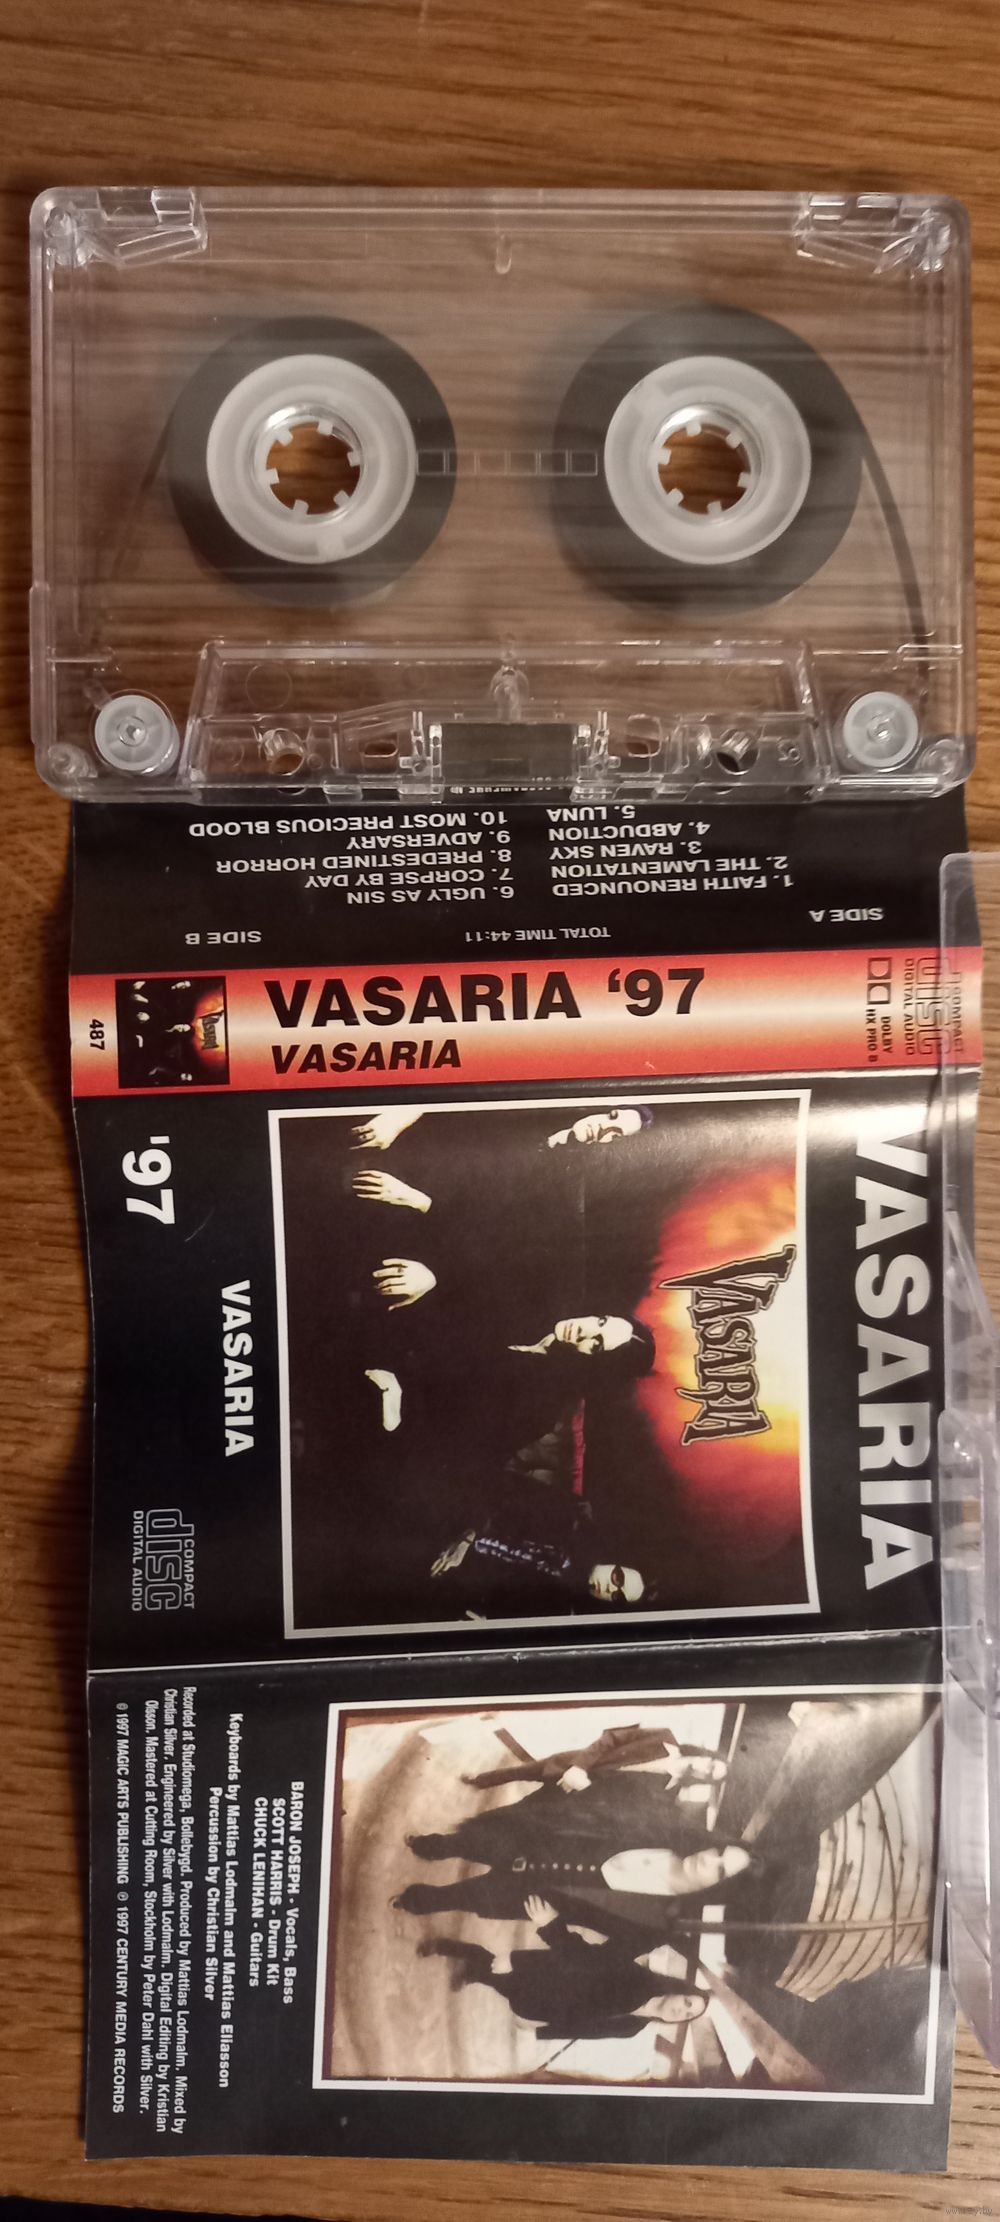 SIDE A
TOTAL TIME 44:11
SIDE B
1. FAITH RENOUNCED
2. THE LAMENTATION
3. RAVEN SKY
4. ABDUCTION
5. LUNA
6. UGLY AS SIN
7. CORPSE BY DAY
8. PREDESTINED HORROR
9. ADVERSARY
10. MOST PRECIOUS BLOOD
487
VASARIA
VASARIA '97
VASARIA
DOLBY
HX PRO B
COMPACT
disc
DIGITAL AUDIO
VASARIA
VASARIA
VASARIA
'97
COMPACT
disc
DIGITAL AUDIO
BARON JOSEPH · Vocals, Bass
SCOTT HARRIS · Drum Kit
CHUCK LENIHAN · Guitars
Keyboards by Mattias Lodmalm and Mattias Eliasson
Percussion by Christian Silver
Recorded at Studiomega, Bollebygd. Produced by Mattias Lodmalm. Mixed by
Christian Silver. Engineered by Silver with Lodmalm. Digital Editing by Kristian
Olsson. Mastered at Cutting Room, Stockholm by Peter Dahl with Silver.
© 1997 MAGIC ARTS PUBLISHING ℗ 1997 CENTURY MEDIA RECORDS